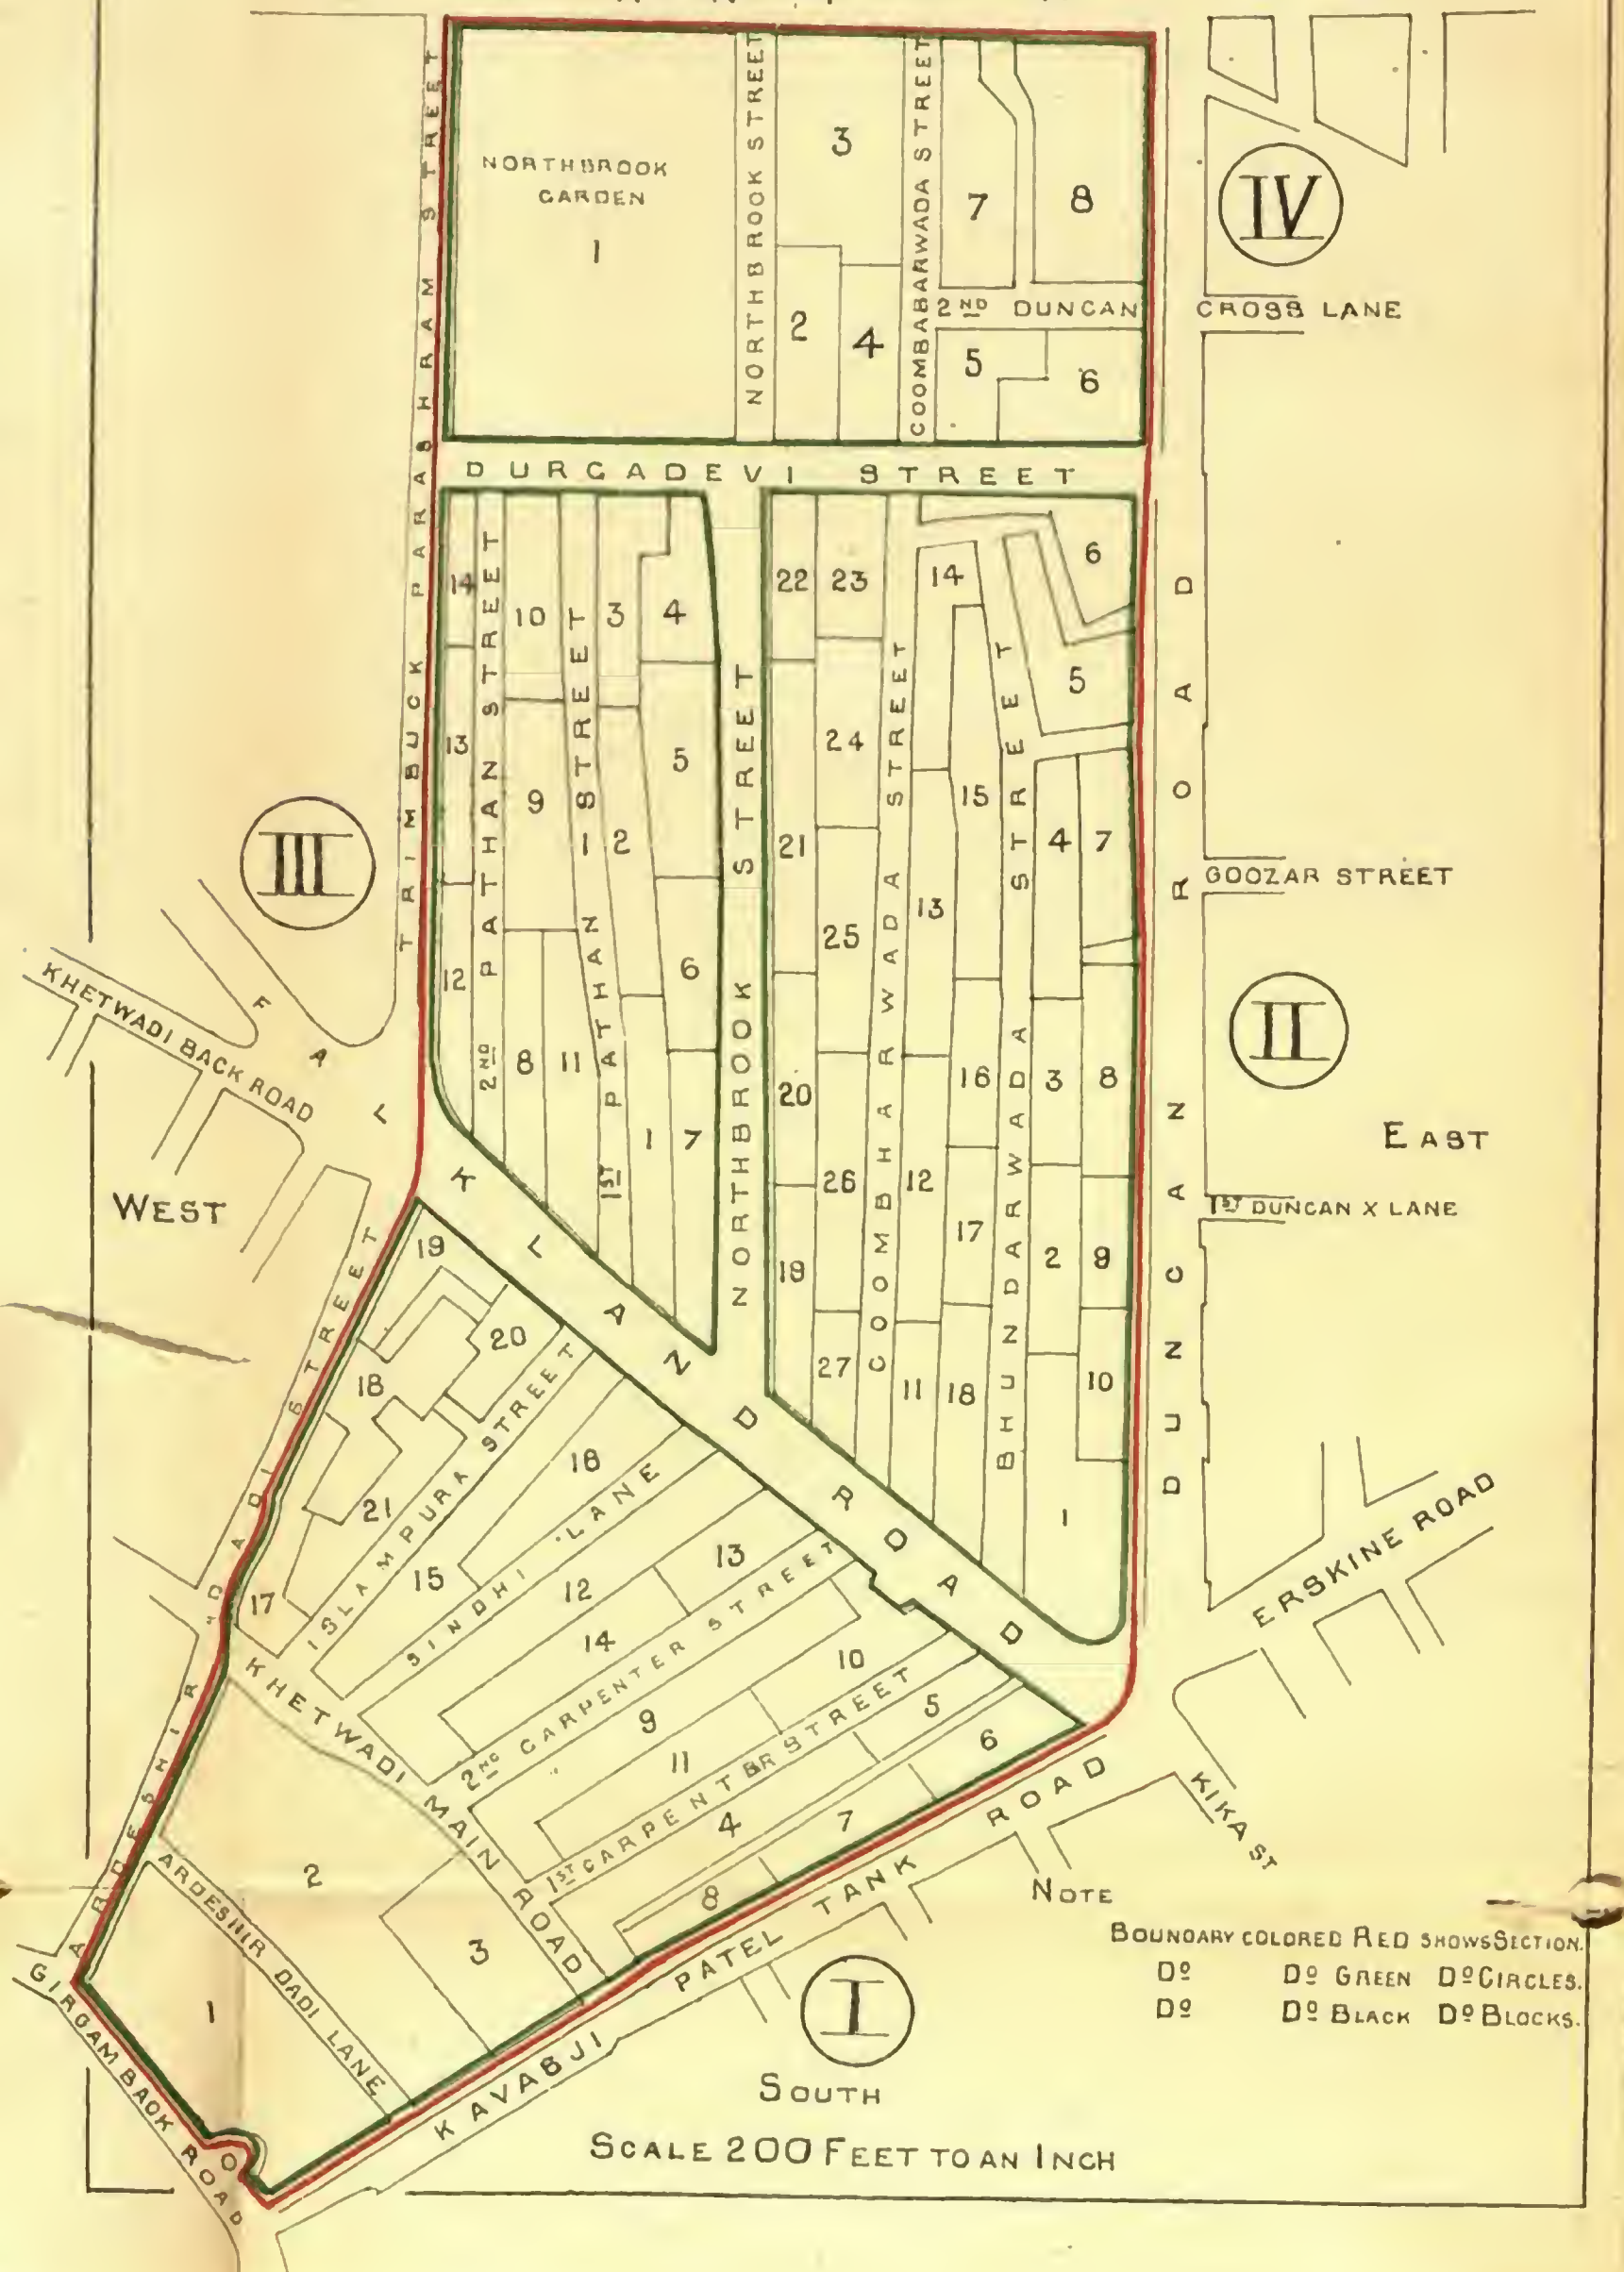 NORTHBROOK
GARDEN
1
NORTHBROOK STREET
3
2
4
COOMBABARWADA STREET
7
8
2ND DUNCAN
CROSS LANE
5
6
IV
DURGADEVI STREET
TRIMBUCK PARASHRAM STREET
14
13
12
2ND PATHAN STREET
10
9
8
11
1ST PATHAN STREET
3
2
1
4
5
6
7
NORTHBROOK STREET
22
21
20
19
23
24
25
26
27
COOMBHARWADA STREET
14
13
12
11
15
16
17
18
BHUNDARWADA STREET
6
5
4
7
3
8
2
9
10
1
DUNCAN ROAD
GOOZAR STREET
II
EAST
1ST DUNCAN X LANE
ERSKINE ROAD
III
KHETWADI BACK ROAD
WEST
FALKLAND ROAD
19
20
18
21
17
ISLAMPURA STREET
16
15
SINDHI LANE
13
12
14
2ND CARPENTER STREET
10
9
11
1ST CARPENTER STREET
5
6
4
7
8
KHETWADI MAIN ROAD
2
3
ARDESHIR DADI STREET
ARDESHIR DADI LANE
1
GIRGAM BACK ROAD
KAVASJI PATEL TANK ROAD
KIKA ST
I
SOUTH
SCALE 200 FEET TO AN INCH
NOTE
BOUNDARY COLORED RED SHOWS SECTION.
Do Do GREEN Do CIRCLES.
Do Do BLACK Do BLOCKS.